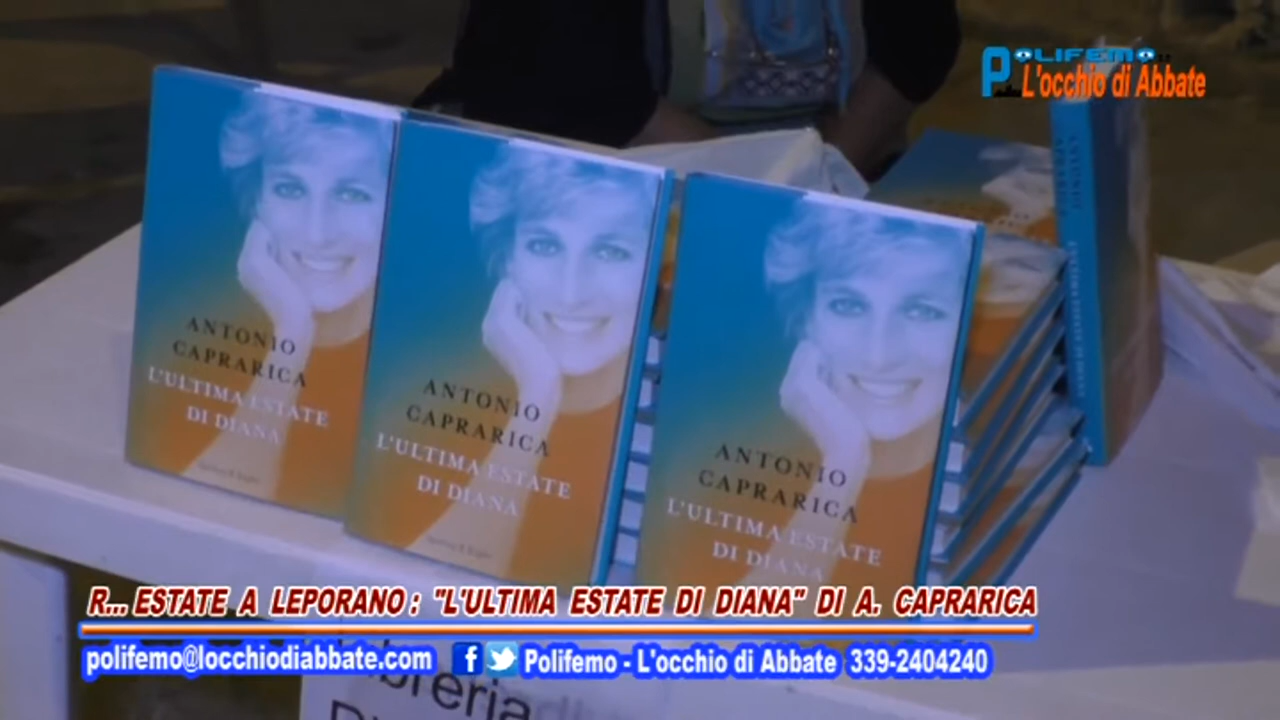 POLIFEMO
L'occhio di Abbate
ANTONIO
CAPRARICA
L'ULTIMA ESTATE
DI DIANA
ANTONIO
CAPRARICA
L'ULTIMA ESTATE
DI DIANA
ANTONIO
CAPRARICA
L'ULTIMA ESTATE
DI DIANA
R... ESTATE A LEPORANO : "L'ULTIMA ESTATE DI DIANA" DI A. CAPRARICA
polifemo@locchiodiabbate.com
Polifemo - L'occhio di Abbate 339-2404240